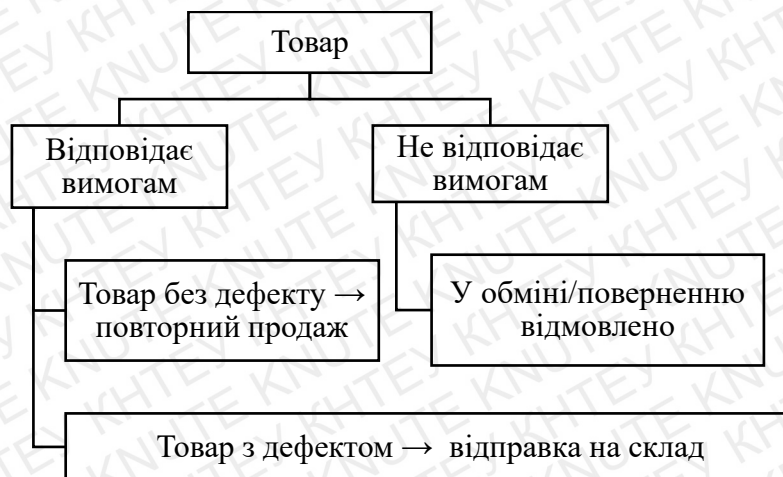 Товар
Відповідає
вимогам
Не відповідає
вимогам
Товар без дефекту →
повторний продаж
У обміні/поверненню
відмовлено
Товар з дефектом → відправка на склад